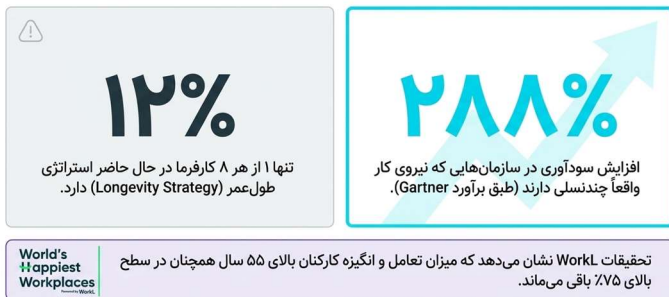 ۲۸۸%
افزایش سودآوری در سازمان‌هایی که نیروی کار
واقعاً چندنسلی دارند (طبق برآورد Gartner).
۱۲%
تنها ۱ از هر ۸ کارفرما در حال حاضر استراتژی
طول‌عمر (Longevity Strategy) دارد.
تحقیقات WorkL نشان می‌دهد که میزان تعامل و انگیزه کارکنان بالای ۵۵ سال همچنان در سطح
بالای ۷۵٪ باقی می‌ماند.
World's
Happiest
Workplaces
Powered by WorkL